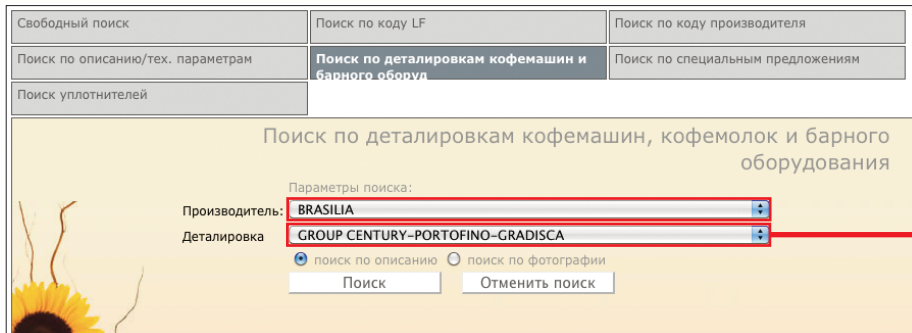 Свободный поиск
Поиск по коду LF
Поиск по коду производителя
Поиск по описанию/тех. параметрам
Поиск по деталировкам кофемашин и
барного оборуд
Поиск по специальным предложениям
Поиск уплотнителей
Поиск по деталировкам кофемашин, кофемолок и барного
оборудования
Параметры поиска:
Производитель: BRASILIA
Деталировка GROUP CENTURY-PORTOFINO-GRADISCA
поиск по описанию поиск по фотографии
Поиск Отменить поиск